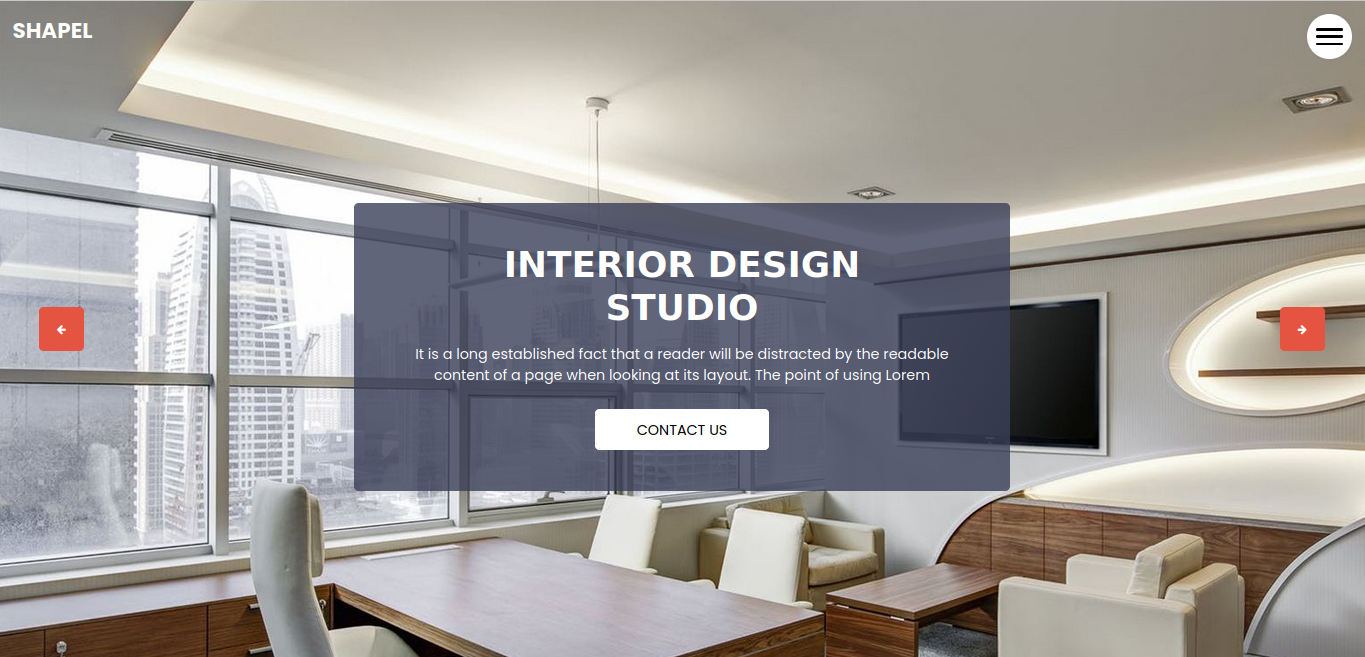 SHAPEL
INTERIOR DESIGN
STUDIO
It is a long established fact that a reader will be distracted by the readable
content of a page when looking at its layout. The point of using Lorem
CONTACT US